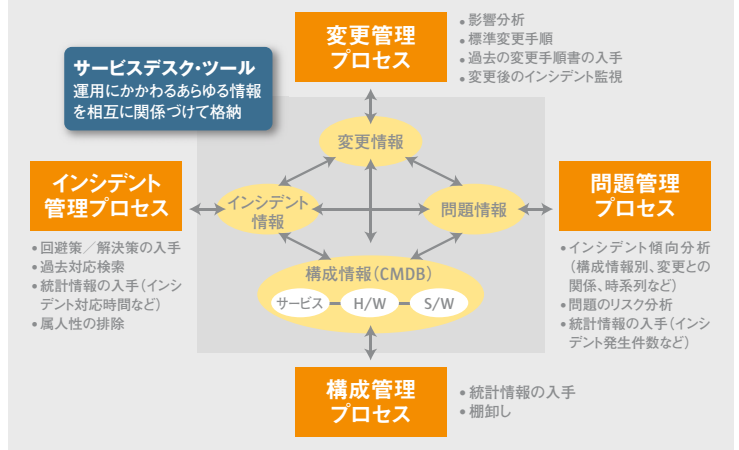 変更管理
プロセス
• 影響分析
• 標準変更手順
• 過去の変更手順書の入手
• 変更後のインシデント監視
サービスデスク・ツール
運用にかかわるあらゆる情報
を相互に関係づけて格納
変更情報
インシデント
管理プロセス
インシデント
情報
問題情報
問題管理
プロセス
• 回避策／解決策の入手
• 過去対応検索
• 統計情報の入手（インシ
デント対応時間など）
• 属人性の排除
構成情報（CMDB）
サービス
H/W
S/W
• インシデント傾向分析
（構成情報別、変更との
関係、時系列など）
• 問題のリスク分析
• 統計情報の入手（インシ
デント発生件数など）
構成管理
プロセス
• 統計情報の入手
• 棚卸し